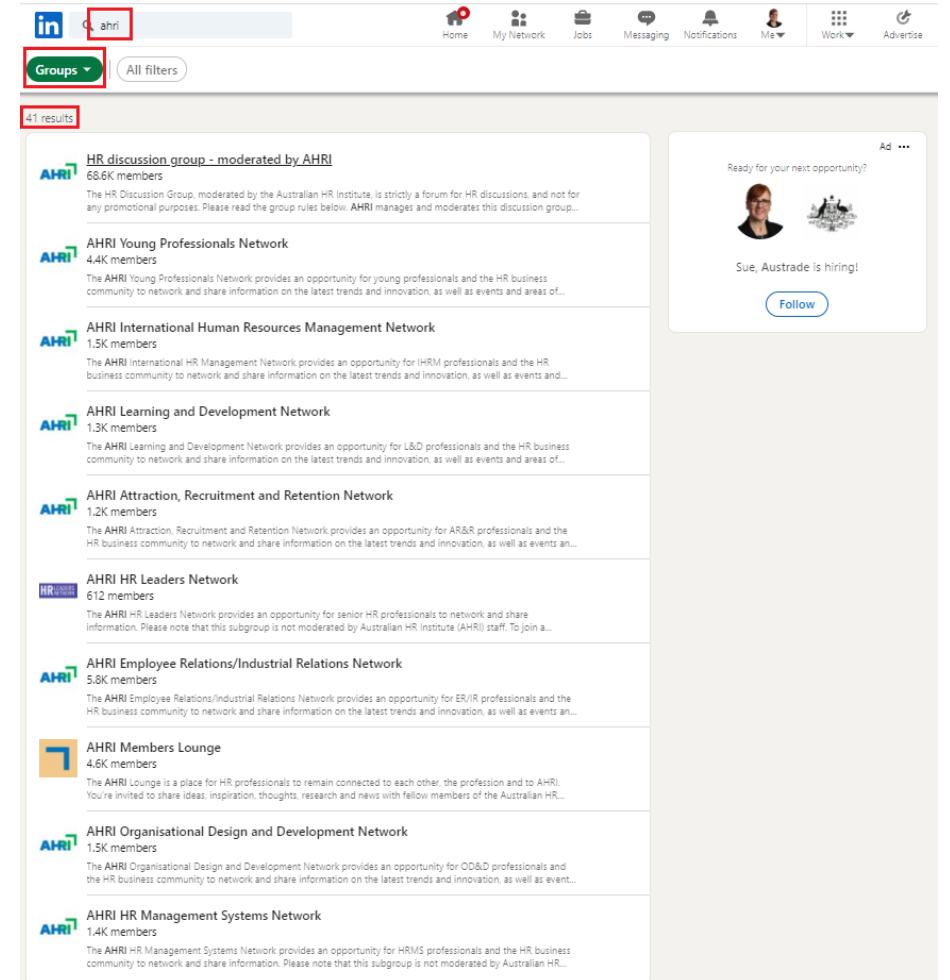 in
ahri
Home
My Network
Jobs
Messaging
Notifications
Me
Work
Advertise
Groups
All filters
41 results
AHRI
HR discussion group - moderated by AHRI
68.6K members
The HR Discussion Group, moderated by the Australian HR Institute, is strictly a forum for HR discussions, and not for
any promotional purposes. Please read the group rules below. AHRI manages and moderates this discussion group...
AHRI
AHRI Young Professionals Network
4.4K members
The AHRI Young Professionals Network provides an opportunity for young professionals and the HR business
community to network and share information on the latest trends and innovation, as well as events and areas of...
AHRI
AHRI International Human Resources Management Network
1.5K members
The AHRI International HR Management Network provides an opportunity for IHRM professionals and the HR
business community to network and share information on the latest trends and innovation, as well as events and...
AHRI
AHRI Learning and Development Network
1.3K members
The AHRI Learning and Development Network provides an opportunity for L&D professionals and the HR business
community to network and share information on the latest trends and innovation, as well as events and areas of...
AHRI
AHRI Attraction, Recruitment and Retention Network
1.2K members
The AHRI Attraction, Recruitment and Retention Network provides an opportunity for AR&R professionals and the
HR business community to network and share information on the latest trends and innovation, as well as events an...
HR LEADERS NETWORK
AHRI HR Leaders Network
612 members
The AHRI HR Leaders Network provides an opportunity for senior HR professionals to network and share
information. Please note that this subgroup is not moderated by Australian HR Institute (AHRI) staff. To join a...
AHRI
AHRI Employee Relations/Industrial Relations Network
5.8K members
The AHRI Employee Relations/Industrial Relations Network provides an opportunity for ER/IR professionals and the
HR business community to network and share information on the latest trends and innovation, as well as events an...
AHRI Members Lounge
4.6K members
The AHRI Lounge is a place for HR professionals to remain connected to each other, the profession and to AHRI.
You're invited to share ideas, inspiration, thoughts, research and news with fellow members of the Australian HR...
AHRI
AHRI Organisational Design and Development Network
1.5K members
The AHRI Organisational Design and Development Network provides an opportunity for OD&D professionals and
the HR business community to network and share information on the latest trends and innovation, as well as event...
AHRI
AHRI HR Management Systems Network
1.4K members
The AHRI HR Management Systems Network provides an opportunity for HRMS professionals and the HR business
community to network and share information. Please note that this subgroup is not moderated by Australian HR...
Ad ...
Ready for your next opportunity?
Sue, Austrade is hiring!
Follow